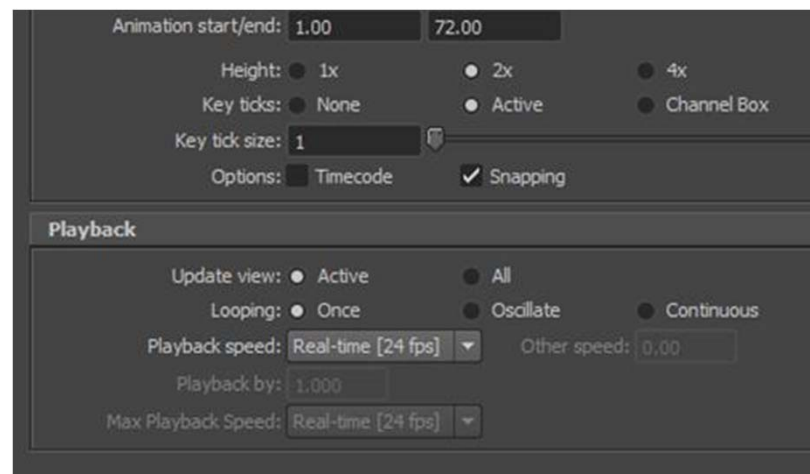 Animation start/end: 1.00 72.00
Height: 1x 2x 4x
Key ticks: None Active Channel Box
Key tick size: 1
Options: Timecode Snapping
Playback
Update view: Active All
Looping: Once Oscillate Continuous
Playback speed: Real-time [24 fps] Other speed: 0.00
Playback by: 1.000
Max Playback Speed: Real-time [24 fps]